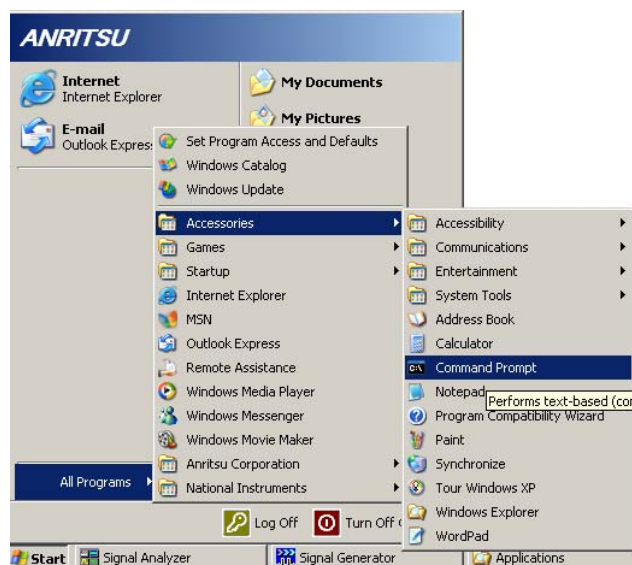 ANRITSU
Internet
Internet Explorer
E-mail
Outlook Express
My Documents
My Pictures
Set Program Access and Defaults
Windows Catalog
Windows Update
Accessories
Games
Startup
Internet Explorer
MSN
Outlook Express
Remote Assistance
Windows Media Player
Windows Messenger
Windows Movie Maker
Anritsu Corporation
National Instruments
Accessibility
Communications
Entertainment
System Tools
Address Book
Calculator
C:\
Command Prompt
Notepad
Performs text-based (co
Program Compatibility Wizard
Paint
Synchronize
Tour Windows XP
Windows Explorer
WordPad
All Programs
Log Off
Turn Off
Start
Signal Analyzer
Signal Generator
Applications